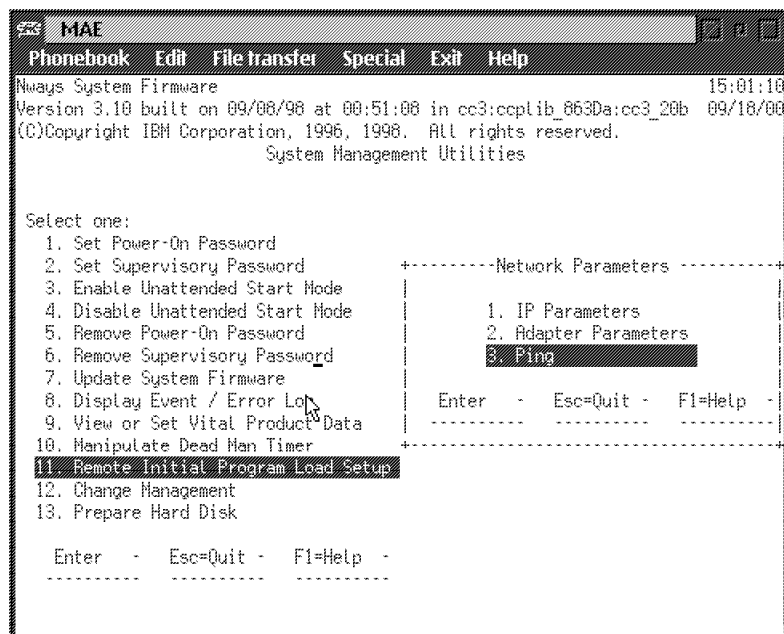 MAE
Phonebook Edit File transfer Special Exit Help
Nways System Firmware 15:01:10
Version 3.10 built on 09/08/98 at 00:51:08 in cc3:ccplib_863Da:cc3_20b 09/18/00
(C)Copyright IBM Corporation, 1996, 1998. All rights reserved.
System Management Utilities
Select one:
1. Set Power-On Password
2. Set Supervisory Password
3. Enable Unattended Start Mode
4. Disable Unattended Start Mode
5. Remove Power-On Password
6. Remove Supervisory Password
7. Update System Firmware
8. Display Event / Error Log
9. View or Set Vital Product Data
10. Manipulate Dead Man Timer
11. Remote Initial Program Load Setup
12. Change Management
13. Prepare Hard Disk
Enter - Esc=Quit - F1=Help -
Network Parameters
1. IP Parameters
2. Adapter Parameters
3. Ping
Enter - Esc=Quit - F1=Help -